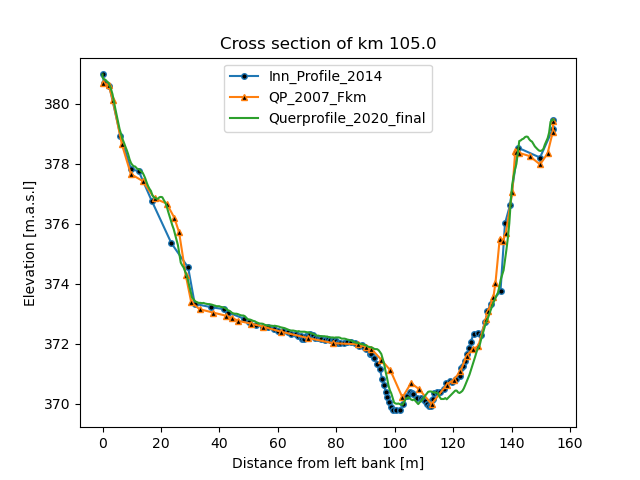 Cross section of km 105.0
Inn_Profile_2014
QP_2007_Fkm
Querprofile_2020_final
Elevation [m.a.s.l]
380
378
376
374
372
370
0 20 40 60 80 100 120 140 160
Distance from left bank [m]